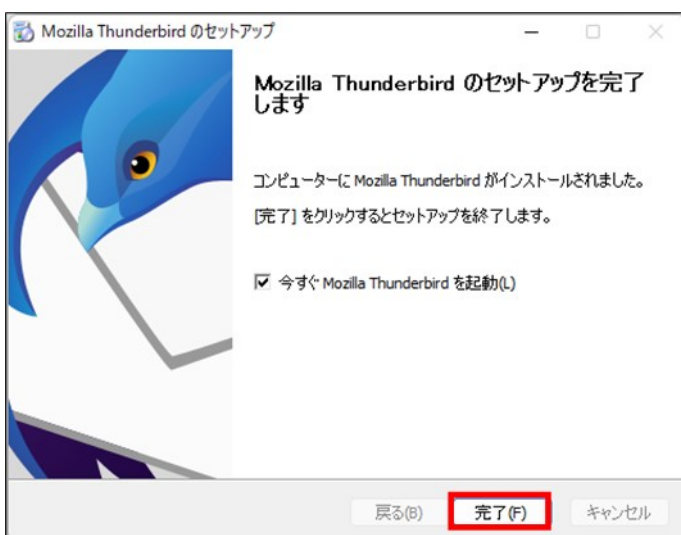 Mozilla Thunderbird のセットアップ
Mozilla Thunderbird のセットアップを完了
します
コンピューターに Mozilla Thunderbird がインストールされました。
[完了] をクリックするとセットアップを終了します。
今すぐ Mozilla Thunderbird を起動(L)
戻る(B) 完了(F) キャンセル